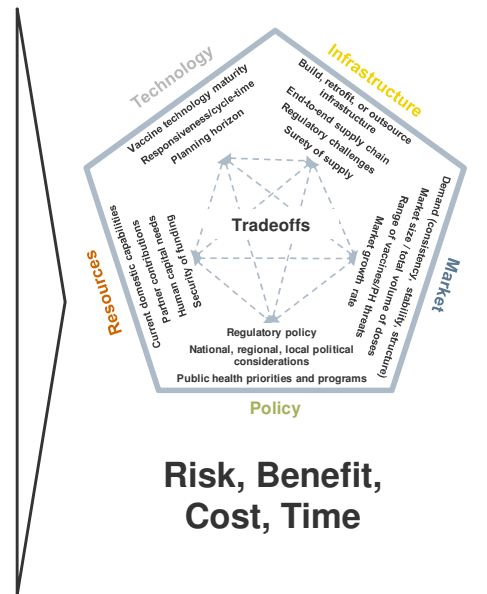 Technology
Vaccine technology maturity
Responsiveness/cycle-time
Planning horizon
Infrastructure
Build, retrofit, or outsource
infrastructure
End-to-end supply chain
Regulatory challenges
Surety of supply
Tradeoffs
Resources
Current domestic capabilities
Partner contributions
Human capital needs
Security of funding
Market
Demand (consistency, stability, structure)
Market size / total volume of doses
Range of vaccines/PH threats
Market growth rate
Regulatory policy
National, regional, local political
considerations
Public health priorities and programs
Policy
Risk, Benefit,
Cost, Time